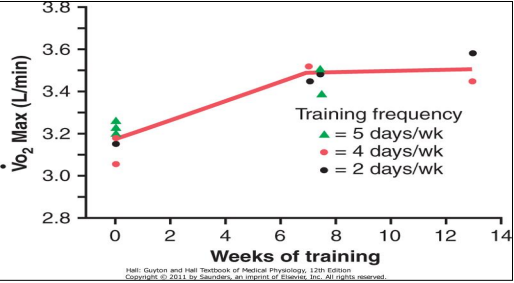 3.8
3.6
3.4
3.2
3.0
2.8
V̇o₂ Max (L/min)
Training frequency
= 5 days/wk
= 4 days/wk
= 2 days/wk
0 2 4 6 8 10 12 14
Weeks of training
Hall: Guyton and Hall Textbook of Medical Physiology, 12th Edition
Copyright © 2011 by Saunders, an imprint of Elsevier, Inc. All rights reserved.